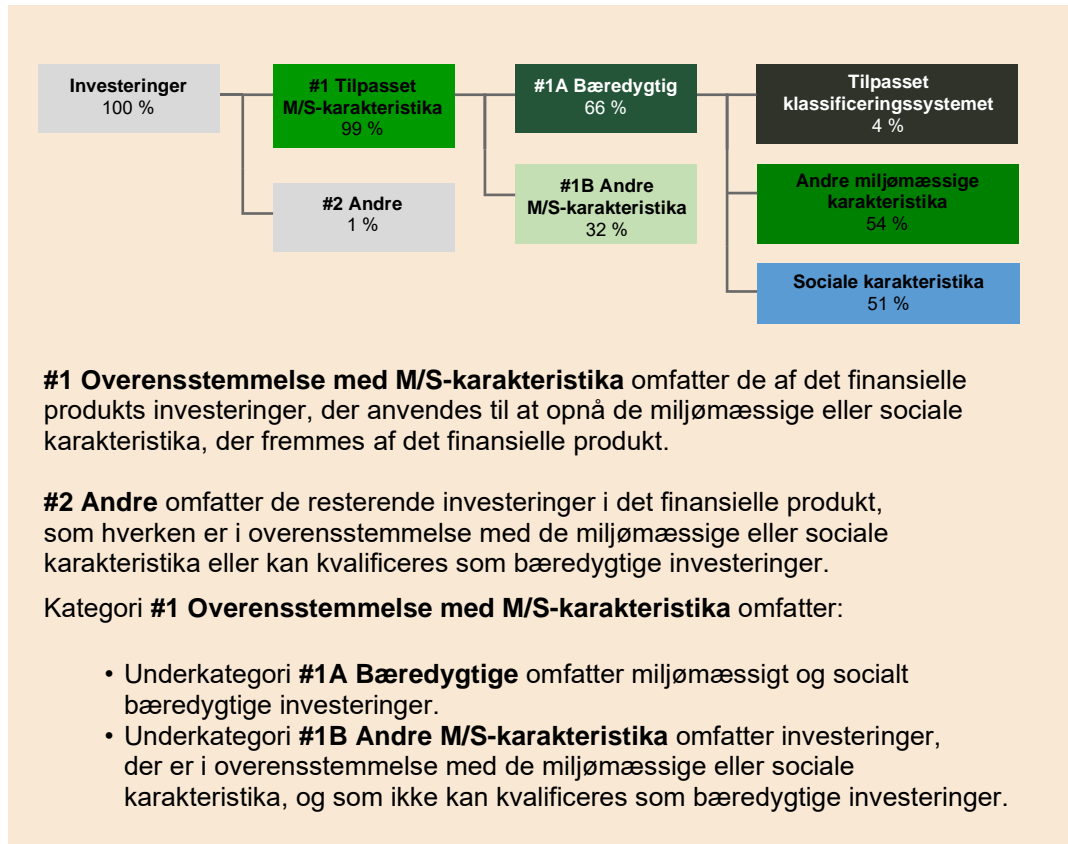 Investeringer
100 %
#1 Tilpasset
M/S-karakteristika
99 %
#1A Bæredygtig
66 %
Tilpasset
klassificeringssystemet
4 %
#2 Andre
1 %
#1B Andre
M/S-karakteristika
32 %
Andre miljømæssige
karakteristika
54 %
Sociale karakteristika
51 %
#1 Overensstemmelse med M/S-karakteristika omfatter de af det finansielle
produkts investeringer, der anvendes til at opnå de miljømæssige eller sociale
karakteristika, der fremmes af det finansielle produkt.
#2 Andre omfatter de resterende investeringer i det finansielle produkt,
som hverken er i overensstemmelse med de miljømæssige eller sociale
karakteristika eller kan kvalificeres som bæredygtige investeringer.
Kategori #1 Overensstemmelse med M/S-karakteristika omfatter:
• Underkategori #1A Bæredygtige omfatter miljømæssigt og socialt
bæredygtige investeringer.
• Underkategori #1B Andre M/S-karakteristika omfatter investeringer,
der er i overensstemmelse med de miljømæssige eller sociale
karakteristika, og som ikke kan kvalificeres som bæredygtige investeringer.